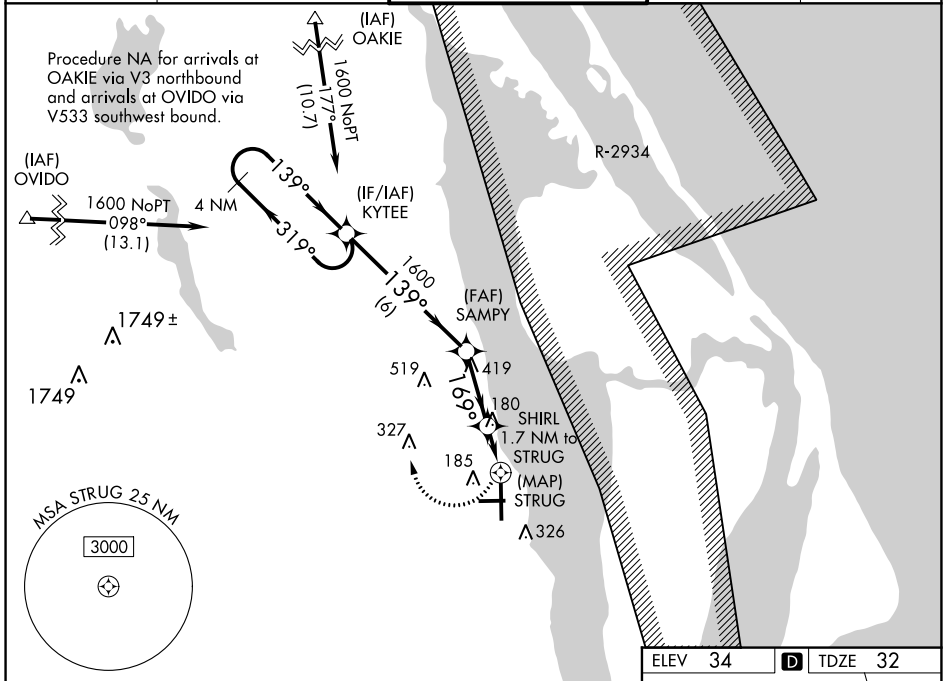 Procedure NA for arrivals at
OAKIE via V3 northbound
and arrivals at OVIDO via
V533 southwest bound.
(IAF)
OAKIE
1600 NoPT
177°
(10.7)
R-2934
(IAF)
OVIDO
1600 NoPT
098°
(13.1)
4 NM
139°
319°
(IF/IAF)
KYTEE
1600
139°
(6)
(FAF)
SAMPY
1749 ±
1749
519
419
169°
180
SHIRL
1.7 NM to
STRUG
327
185
(MAP)
STRUG
326
MSA STRUG 25 NM
3000
ELEV 34
D
TDZE 32